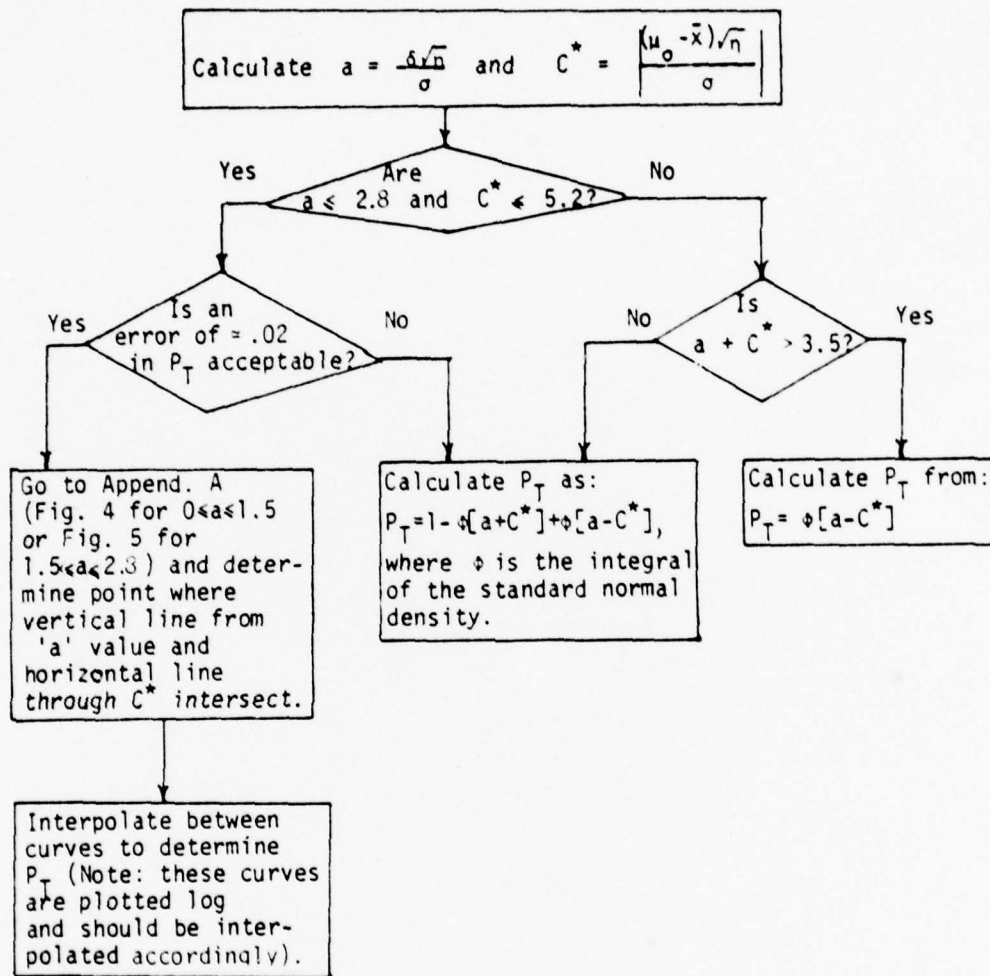 Calculate a = δ√n/σ and C* = |(μo - x̄)√n/σ|
Yes
No
Are
a ≤ 2.8 and C* ≤ 5.2?
Yes
No
Is an
error of ≈ .02
in PT acceptable?
No
Yes
Is
a + C* > 3.5?
Go to Append. A
(Fig. 4 for 0≤a≤1.5
or Fig. 5 for
1.5≤a≤2.8) and deter-
mine point where
vertical line from
'a' value and
horizontal line
through C* intersect.
Calculate PT as:
PT=1-Φ[a+C*]+Φ[a-C*],
where Φ is the integral
of the standard normal
density.
Calculate PT from:
PT= Φ[a-C*]
Interpolate between
curves to determine
PT (Note: these curves
are plotted log
and should be inter-
polated accordingly).